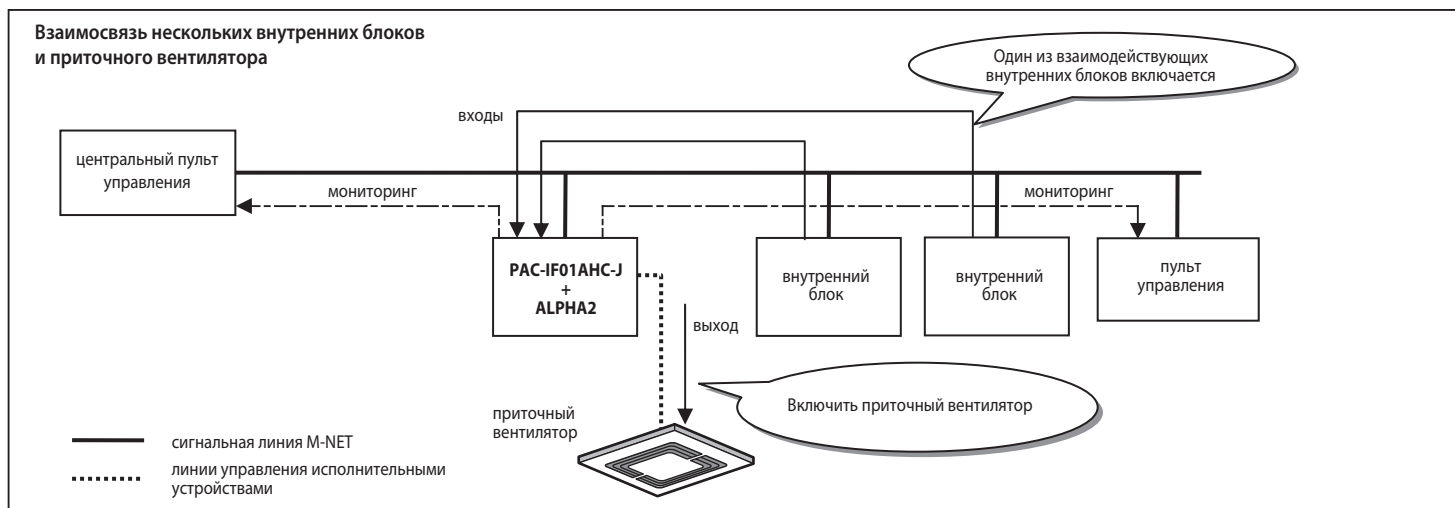 Взаимосвязь нескольких внутренних блоков
и приточного вентилятора
Один из взаимодействующих
внутренних блоков включается
входы
центральный пульт
управления
мониторинг
мониторинг
PAC-IF01AHC-J
+
ALPHA2
внутренний
блок
внутренний
блок
пульт
управления
выход
Включить приточный вентилятор
приточный
вентилятор
сигнальная линия M-NET
линии управления исполнительными
устройствами